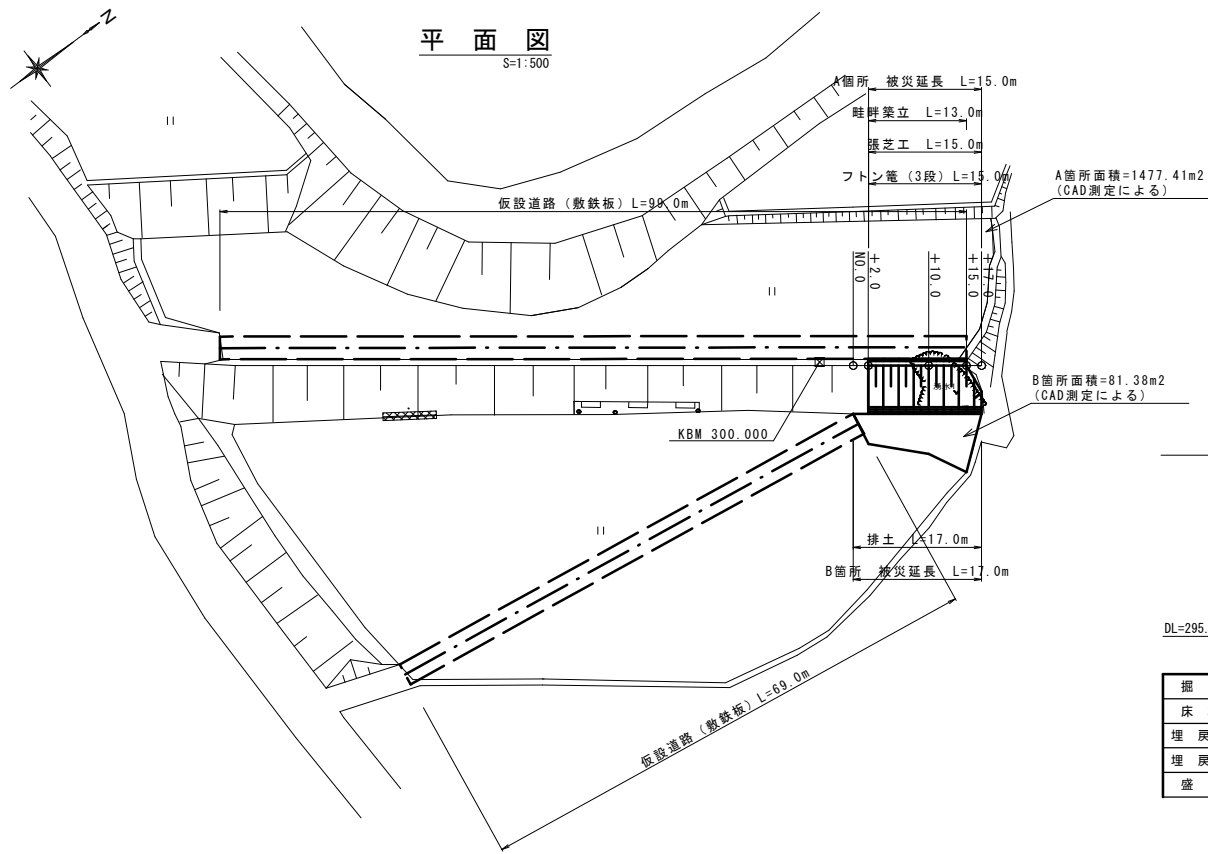 N
平面図
S=1:500
A個所 被災延長 L=15.0m
畦畔築立 L=13.0m
張芝工 L=15.0m
フトン篭（3段）L=15.0m
A箇所面積=1477.41m2
(CAD測定による)
仮設道路（敷鉄板）L=99.0m
NO.0
+2.0
+10.0
+15.0
+17.0
湧水
B箇所面積=81.38m2
(CAD測定による)
KBM 300.000
排土 L=17.0m
B箇所 被災延長 L=17.0m
仮設道路（敷鉄板）L=69.0m
DL=295.
掘
床
埋 戻
埋 戻
盛